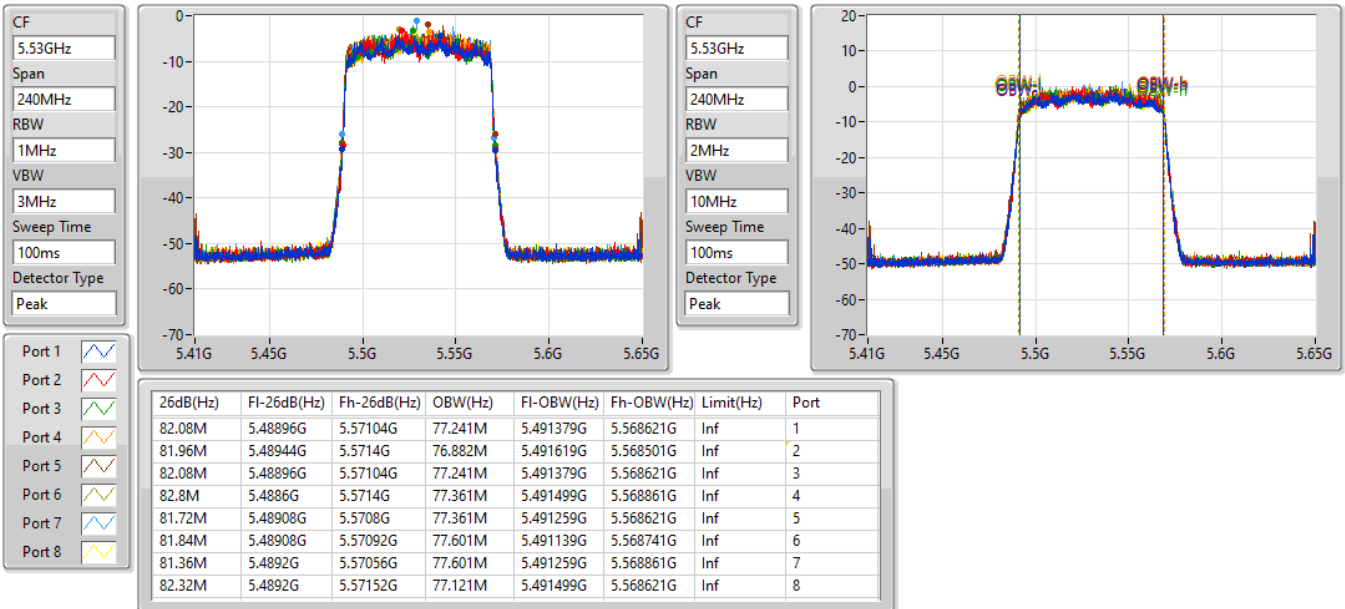 CF
5.53GHz
Span
240MHz
RBW
1MHz
VBW
3MHz
Sweep Time
100ms
Detector Type
Peak
0
-10
-20
-30
-40
-50
-60
-70
5.41G 5.45G 5.5G 5.55G 5.6G 5.65G
CF
5.53GHz
Span
240MHz
RBW
2MHz
VBW
10MHz
Sweep Time
100ms
Detector Type
Peak
20
10
0
-10
-20
-30
-40
-50
-60
-70
OBW-l OBW-h
5.41G 5.45G 5.5G 5.55G 5.6G 5.65G
Port 1
Port 2
Port 3
Port 4
Port 5
Port 6
Port 7
Port 8
26dB(Hz) Fl-26dB(Hz) Fh-26dB(Hz) OBW(Hz) Fl-OBW(Hz) Fh-OBW(Hz) Limit(Hz) Port
82.08M 5.48896G 5.57104G 77.241M 5.491379G 5.568621G Inf 1
81.96M 5.48944G 5.5714G 76.882M 5.491619G 5.568501G Inf 2
82.08M 5.48896G 5.57104G 77.241M 5.491379G 5.568621G Inf 3
82.8M 5.4886G 5.5714G 77.361M 5.491499G 5.568861G Inf 4
81.72M 5.48908G 5.5708G 77.361M 5.491259G 5.568621G Inf 5
81.84M 5.48908G 5.57092G 77.601M 5.491139G 5.568741G Inf 6
81.36M 5.4892G 5.57056G 77.601M 5.491259G 5.568861G Inf 7
82.32M 5.4892G 5.57152G 77.121M 5.491499G 5.568621G Inf 8